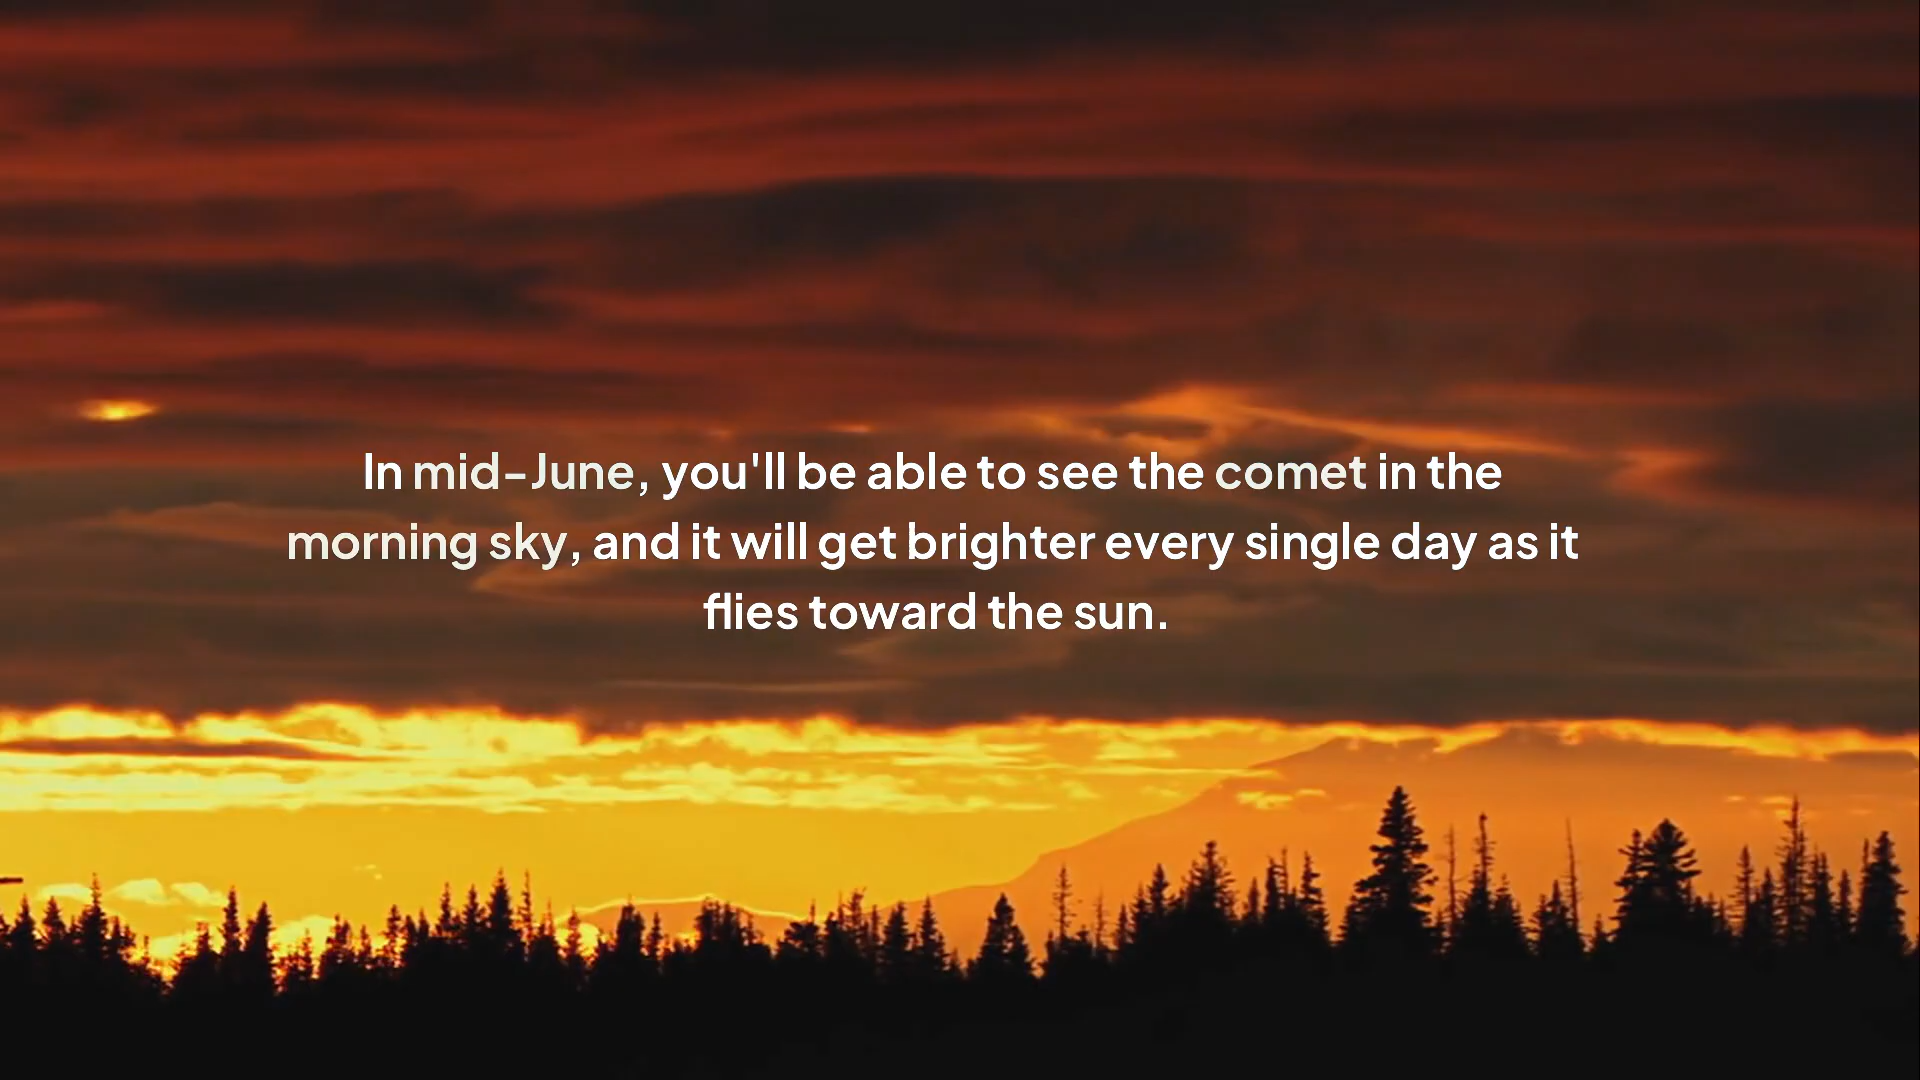 In mid-June, you'll be able to see the comet in the
morning sky, and it will get brighter every single day as it
flies toward the sun.